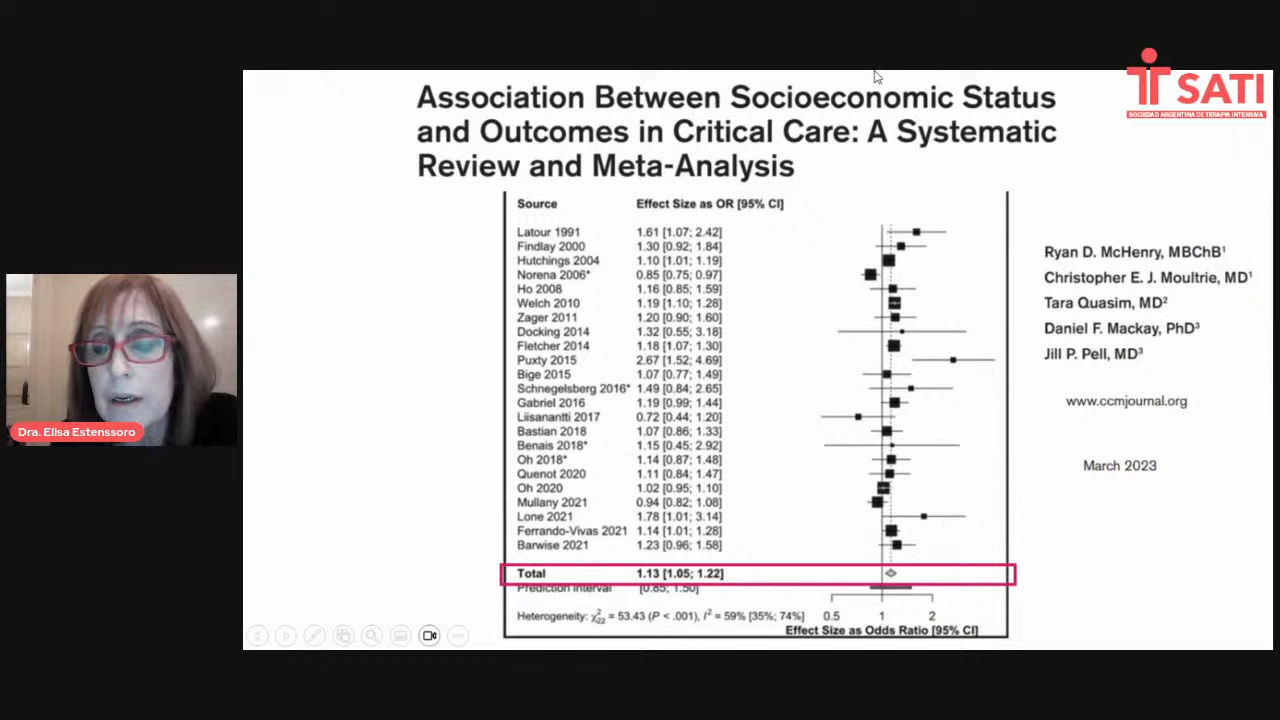 SATI
SOCIEDAD ARGENTINA DE TERAPIA INTENSIVA
Association Between Socioeconomic Status
and Outcomes in Critical Care: A Systematic
Review and Meta-Analysis
Source Effect Size as OR [95% CI]
Latour 1991 1.61 [1.07; 2.42]
Findlay 2000 1.30 [0.92; 1.84]
Hutchings 2004 1.10 [1.01; 1.19]
Norena 2006* 0.85 [0.75; 0.97]
Ho 2008 1.16 [0.85; 1.59]
Welch 2010 1.19 [1.10; 1.28]
Zager 2011 1.20 [0.90; 1.60]
Docking 2014 1.32 [0.55; 3.18]
Fletcher 2014 1.18 [1.07; 1.30]
Puxty 2015 2.67 [1.52; 4.69]
Bige 2015 1.07 [0.77; 1.49]
Schnegelsberg 2016* 1.49 [0.84; 2.65]
Gabriel 2016 1.19 [0.99; 1.44]
Liisanantti 2017 0.72 [0.44; 1.20]
Bastian 2018 1.07 [0.86; 1.33]
Benais 2018* 1.15 [0.45; 2.92]
Oh 2018* 1.14 [0.87; 1.48]
Quenot 2020 1.11 [0.84; 1.47]
Oh 2020 1.02 [0.95; 1.10]
Mullany 2021 0.94 [0.82; 1.08]
Lone 2021 1.78 [1.01; 3.14]
Ferrando-Vivas 2021 1.14 [1.01; 1.28]
Barwise 2021 1.23 [0.96; 1.58]
Total 1.13 [1.05; 1.22]
Prediction interval [0.85; 1.50]
Heterogeneity: χ²₂₂ = 53.43 (P < .001), I² = 59% [35%; 74%]
0.5 1 2
Effect Size as Odds Ratio [95% CI]
Ryan D. McHenry, MBChB¹
Christopher E. J. Moultrie, MD¹
Tara Quasim, MD²
Daniel F. Mackay, PhD³
Jill P. Pell, MD³
www.ccmjournal.org
March 2023
Dra. Elisa Estenssoro